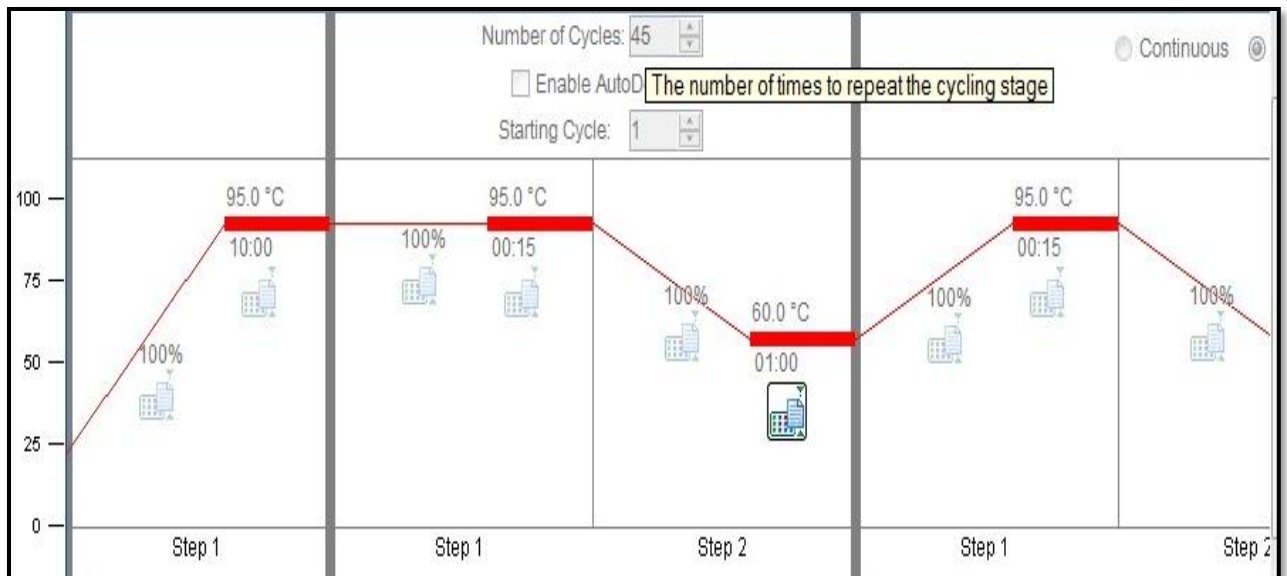 Number of Cycles: 45
Continuous
Enable AutoD
The number of times to repeat the cycling stage
Starting Cycle: 1
100
75
50
25
0
95.0 °C
10:00
100%
95.0 °C
100%
00:15
100%
60.0 °C
01:00
95.0 °C
100%
00:15
100%
Step 1
Step 1
Step 2
Step 1
Step 2